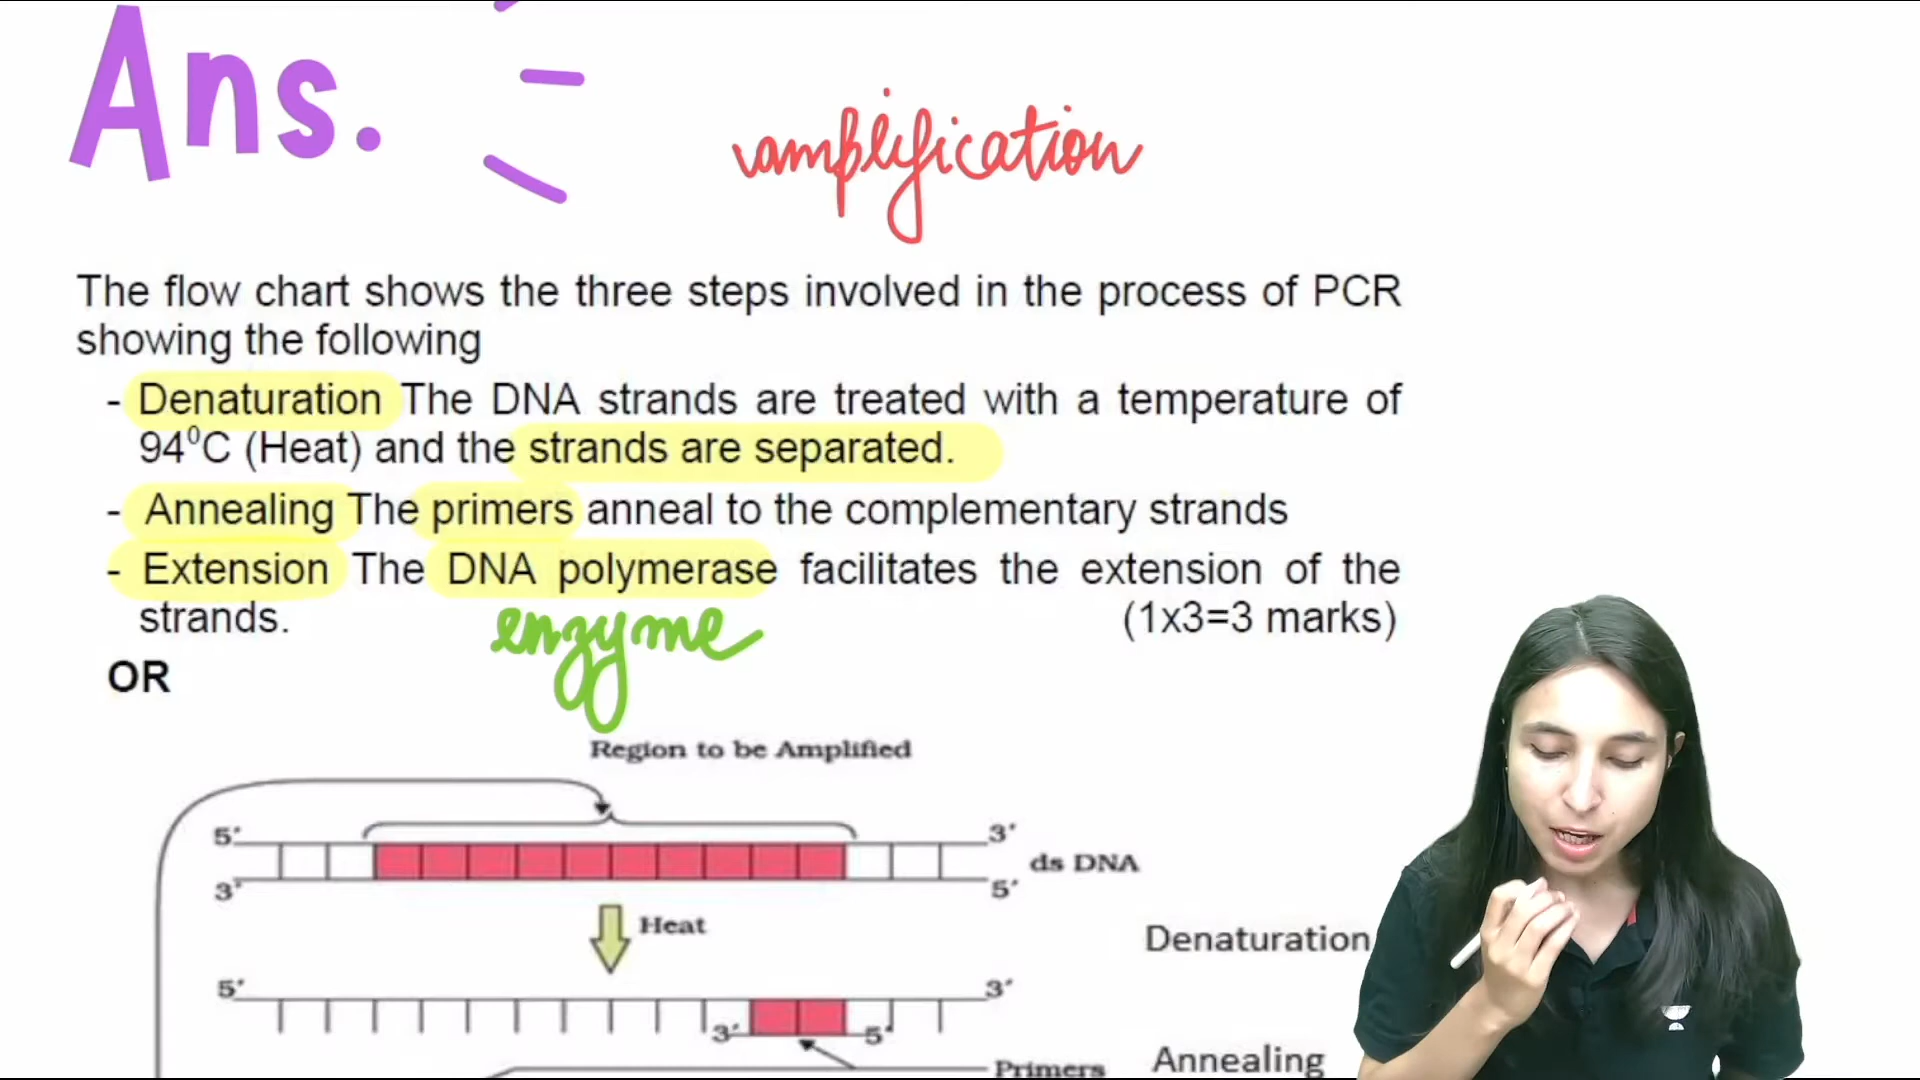 Ans.
amplification
The flow chart shows the three steps involved in the process of PCR
showing the following
- Denaturation The DNA strands are treated with a temperature of
94⁰C (Heat) and the strands are separated.
- Annealing The primers anneal to the complementary strands
- Extension The DNA polymerase facilitates the extension of the
strands. (1x3=3 marks)
enzyme
OR
Region to be Amplified
5′ 3′
ds DNA
3′ 5′
Heat
Denaturation
5′ 3′
3′ 5′
Primers Annealing